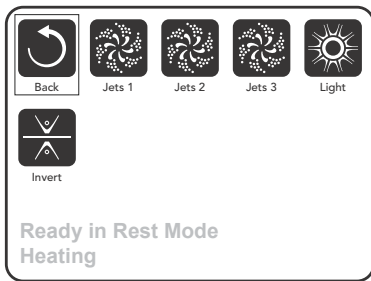 Back Jets 1 Jets 2 Jets 3 Light
Invert
Ready in Rest Mode
Heating